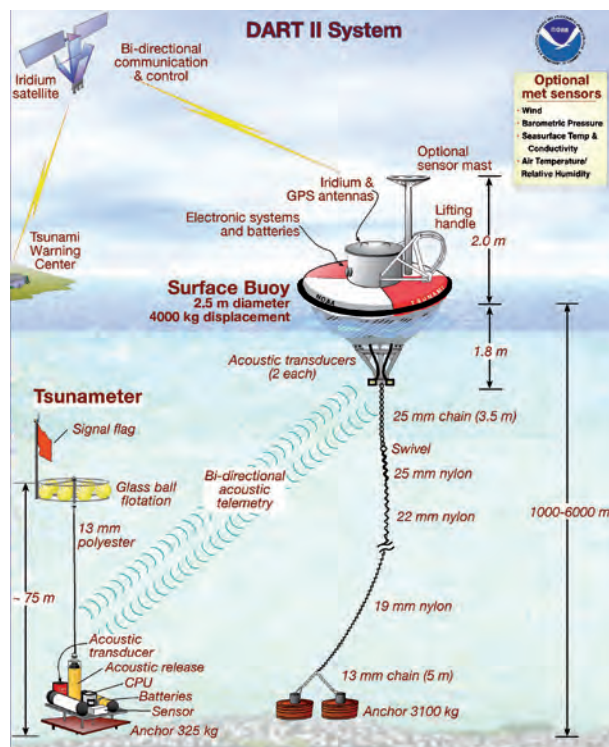 DART II System
noaa
Bi-directional
communication
& control
Iridium
satellite
Optional
met sensors
· Wind
· Barometric Pressure
· Seasurface Temp &
Conductivity
· Air Temperature/
Relative Humidity
Optional
sensor mast
Iridium &
GPS antennas
Electronic systems
and batteries
Lifting
handle
2.0 m
Tsunami
Warning
Center
Surface Buoy
2.5 m diameter
4000 kg displacement
NOAA
TSUNAMI
1.8 m
Acoustic transducers
(2 each)
Tsunameter
Signal flag
25 mm chain (3.5 m)
Swivel
25 mm nylon
Glass ball
flotation
Bi-directional
acoustic
telemetry
22 mm nylon
1000-6000 m
13 mm
polyester
~ 75 m
19 mm nylon
Acoustic
transducer
Acoustic release
CPU
Batteries
Sensor
Anchor 325 kg
13 mm chain (5 m)
Anchor 3100 kg